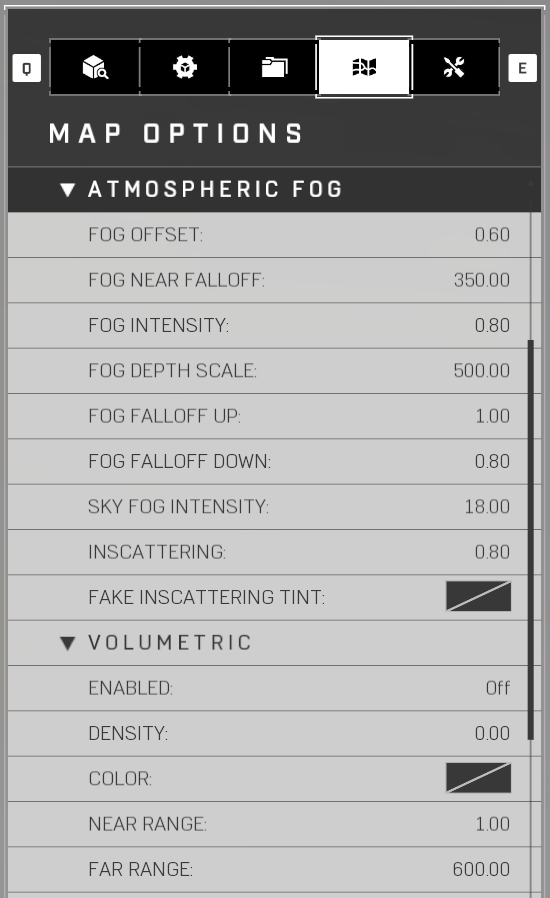 Q
E
MAP OPTIONS
ATMOSPHERIC FOG
FOG OFFSET: 0.60
FOG NEAR FALLOFF: 350.00
FOG INTENSITY: 0.80
FOG DEPTH SCALE: 500.00
FOG FALLOFF UP: 1.00
FOG FALLOFF DOWN: 0.80
SKY FOG INTENSITY: 18.00
INSCATTERING: 0.80
FAKE INSCATTERING TINT:
VOLUMETRIC
ENABLED: Off
DENSITY: 0.00
COLOR:
NEAR RANGE: 1.00
FAR RANGE: 600.00